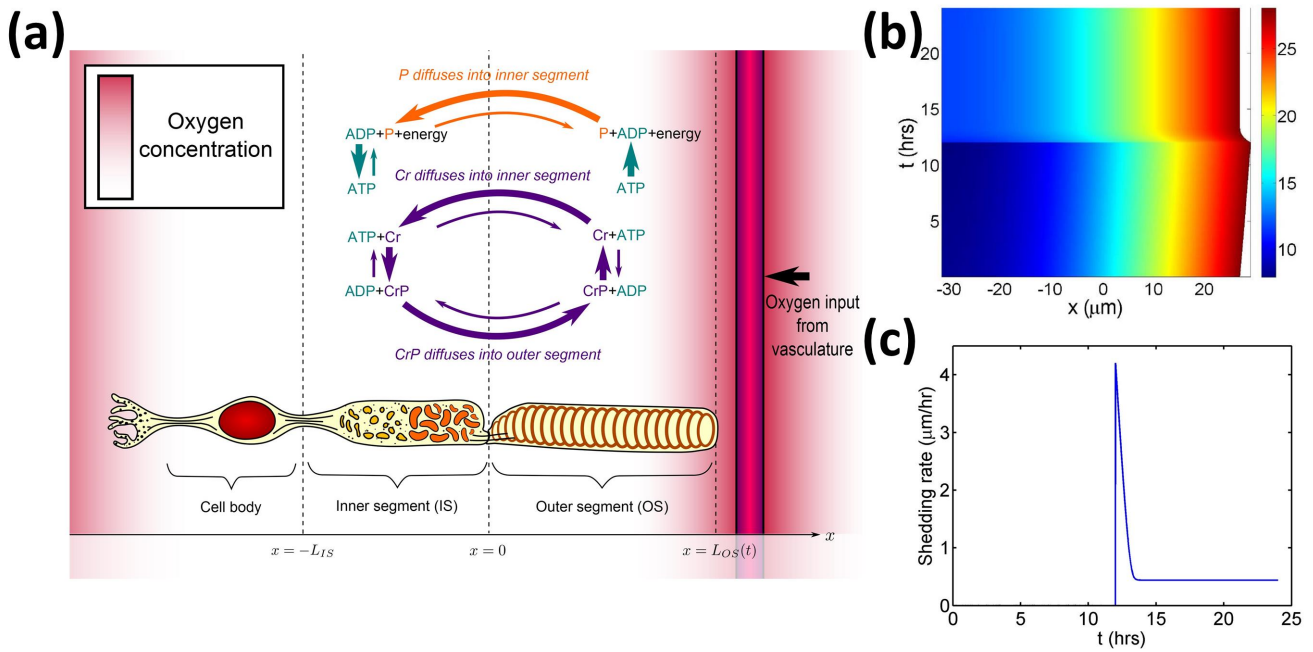 (a)
Oxygen
concentration
P diffuses into inner segment
ADP+P+energy
P+ADP+energy
ATP
ATP
Cr diffuses into inner segment
ATP+Cr
Cr+ATP
ADP+CrP
CrP+ADP
CrP diffuses into outer segment
Oxygen input
from
vasculature
Cell body
Inner segment (IS)
Outer segment (OS)
x = −L_IS
x = 0
x = L_OS(t)
x
(b)
t (hrs)
20
15
10
5
-30
-20
-10
0
10
20
x (μm)
25
20
15
10
(c)
Shedding rate (μm/hr)
4
3
2
1
0
0
5
10
15
20
25
t (hrs)